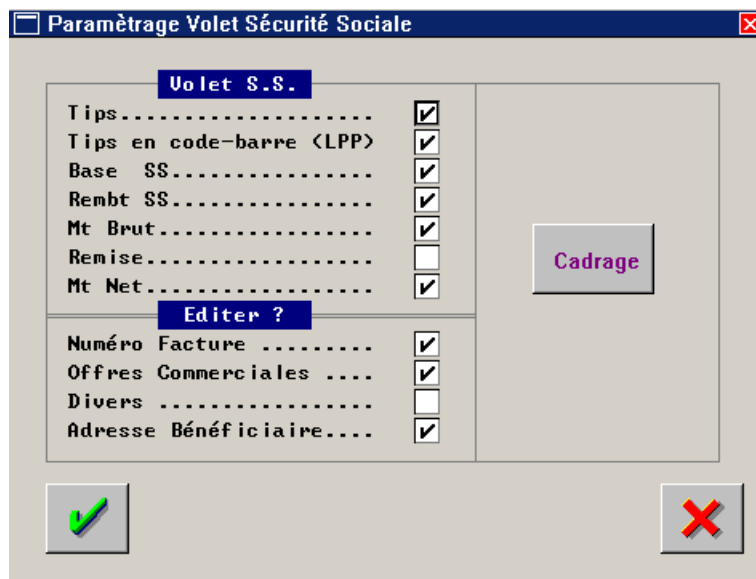 Paramètrage Volet Sécurité Sociale
Volet S.S.
Tips....................
Tips en code-barre (LPP)
Base  SS................
Rembt SS................
Mt Brut.................
Remise..................
Mt Net..................
Cadrage
Editer ?
Numéro Facture .........
Offres Commerciales ....
Divers .................
Adresse Bénéficiaire....